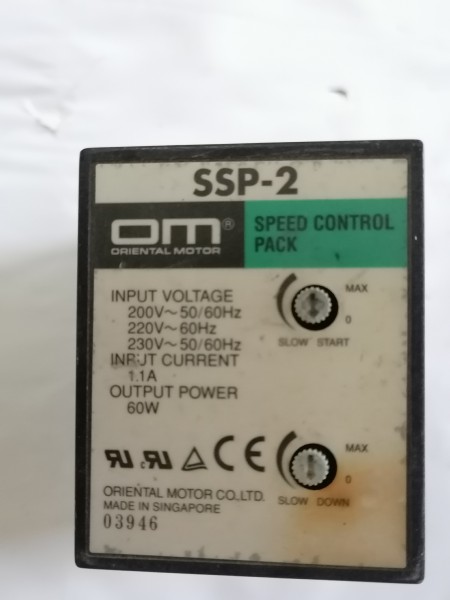 SSP-2
OM®
ORIENTAL MOTOR
SPEED CONTROL
PACK
INPUT VOLTAGE
200V~50/60Hz
220V~60Hz
230V~50/60Hz
INPUT CURRENT
1.1A
OUTPUT POWER
60W
MAX
0
SLOW START
c
CE
MAX
0
SLOW DOWN
ORIENTAL MOTOR CO.,LTD.
MADE IN SINGAPORE
03946